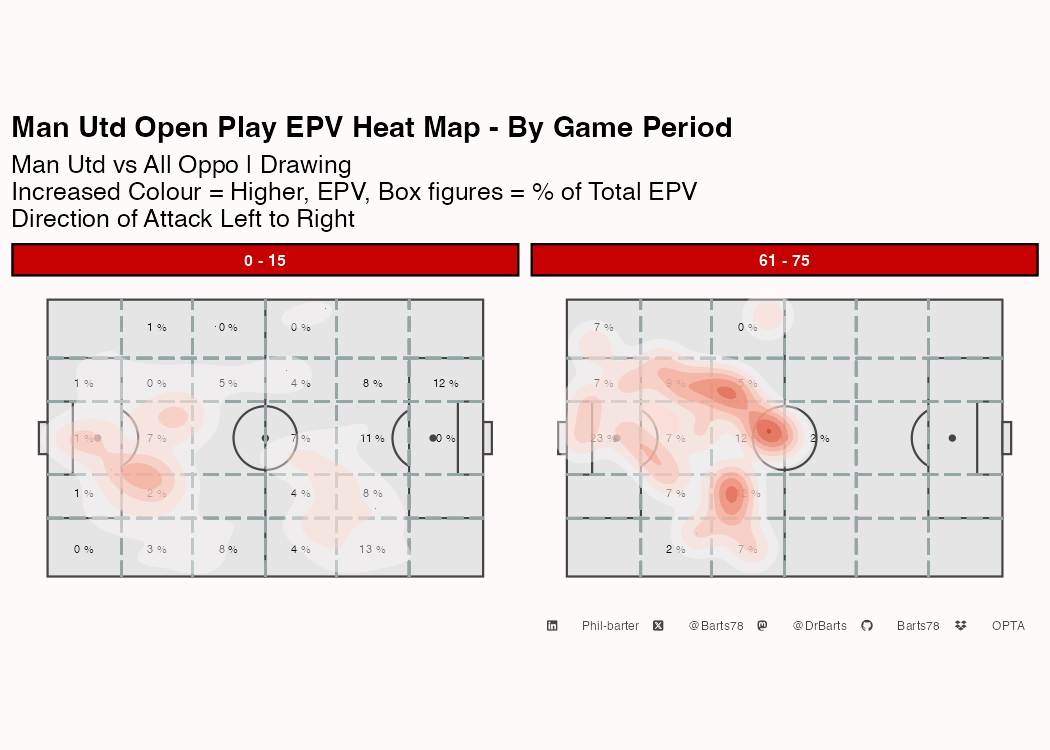 Man Utd Open Play EPV Heat Map - By Game Period
Man Utd vs All Oppo | Drawing
Increased Colour = Higher, EPV, Box figures = % of Total EPV
Direction of Attack Left to Right
0 - 15
61 - 75
1 % 0 % 0 %
1 % 0 % 5 % 4 % 8 % 12 %
1 % 7 % 7 % 11 % 0 %
1 % 2 % 4 % 8 %
0 % 3 % 8 % 4 % 13 %
7 % 0 %
7 % 9 % 5 %
23 % 7 % 12 2 %
7 % 2 %
2 % 7 %
Phil-barter @Barts78 @DrBarts Barts78 OPTA